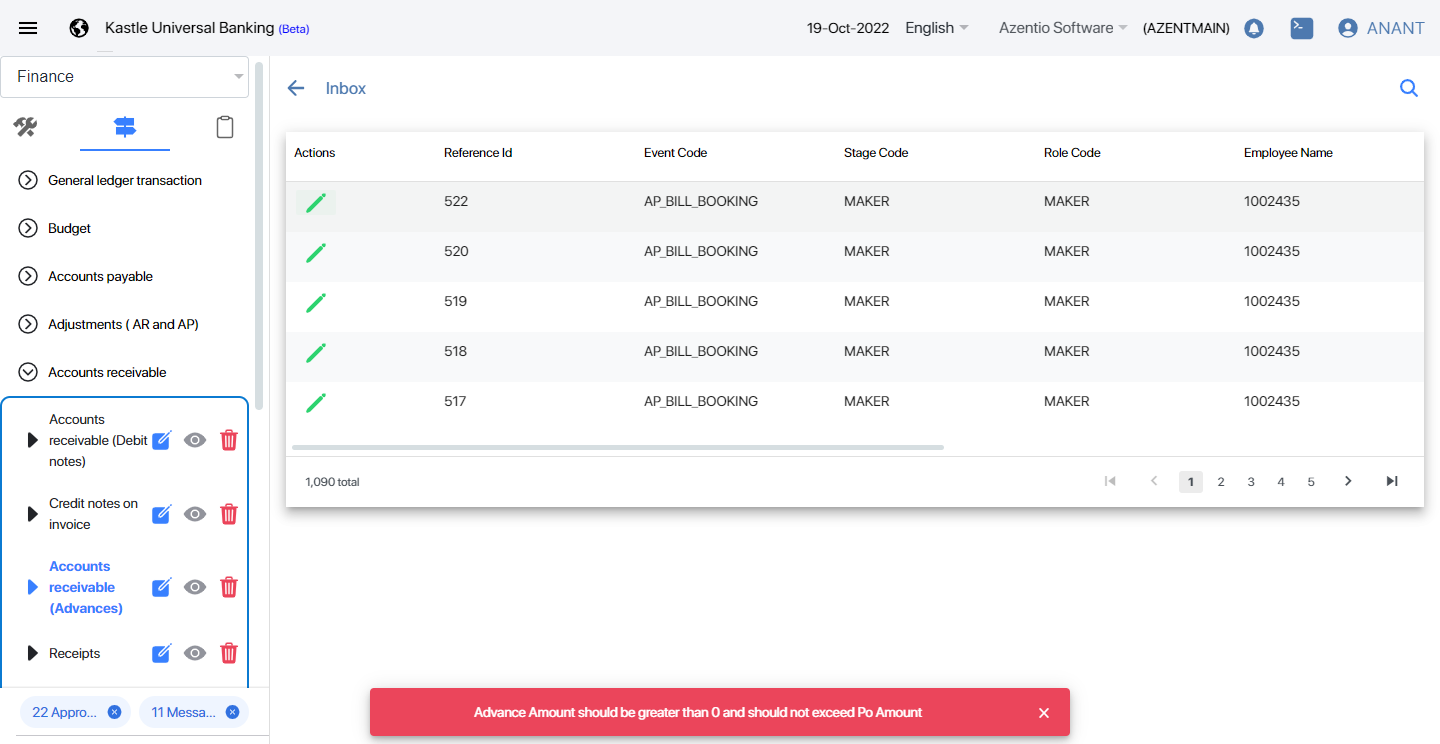 Kastle Universal Banking (Beta)
19-Oct-2022 English Azentio Software (AZENTMAIN) ANANT
Finance
General ledger transaction
Budget
Accounts payable
Adjustments ( AR and AP)
Accounts receivable
Accounts
receivable (Debit
notes)
Credit notes on
invoice
Accounts
receivable
(Advances)
Receipts
22 Appro...
11 Messa...
Inbox
Actions Reference Id Event Code Stage Code Role Code Employee Name
522 AP_BILL_BOOKING MAKER MAKER 1002435
520 AP_BILL_BOOKING MAKER MAKER 1002435
519 AP_BILL_BOOKING MAKER MAKER 1002435
518 AP_BILL_BOOKING MAKER MAKER 1002435
517 AP_BILL_BOOKING MAKER MAKER 1002435
1,090 total
1 2 3 4 5
Advance Amount should be greater than 0 and should not exceed Po Amount